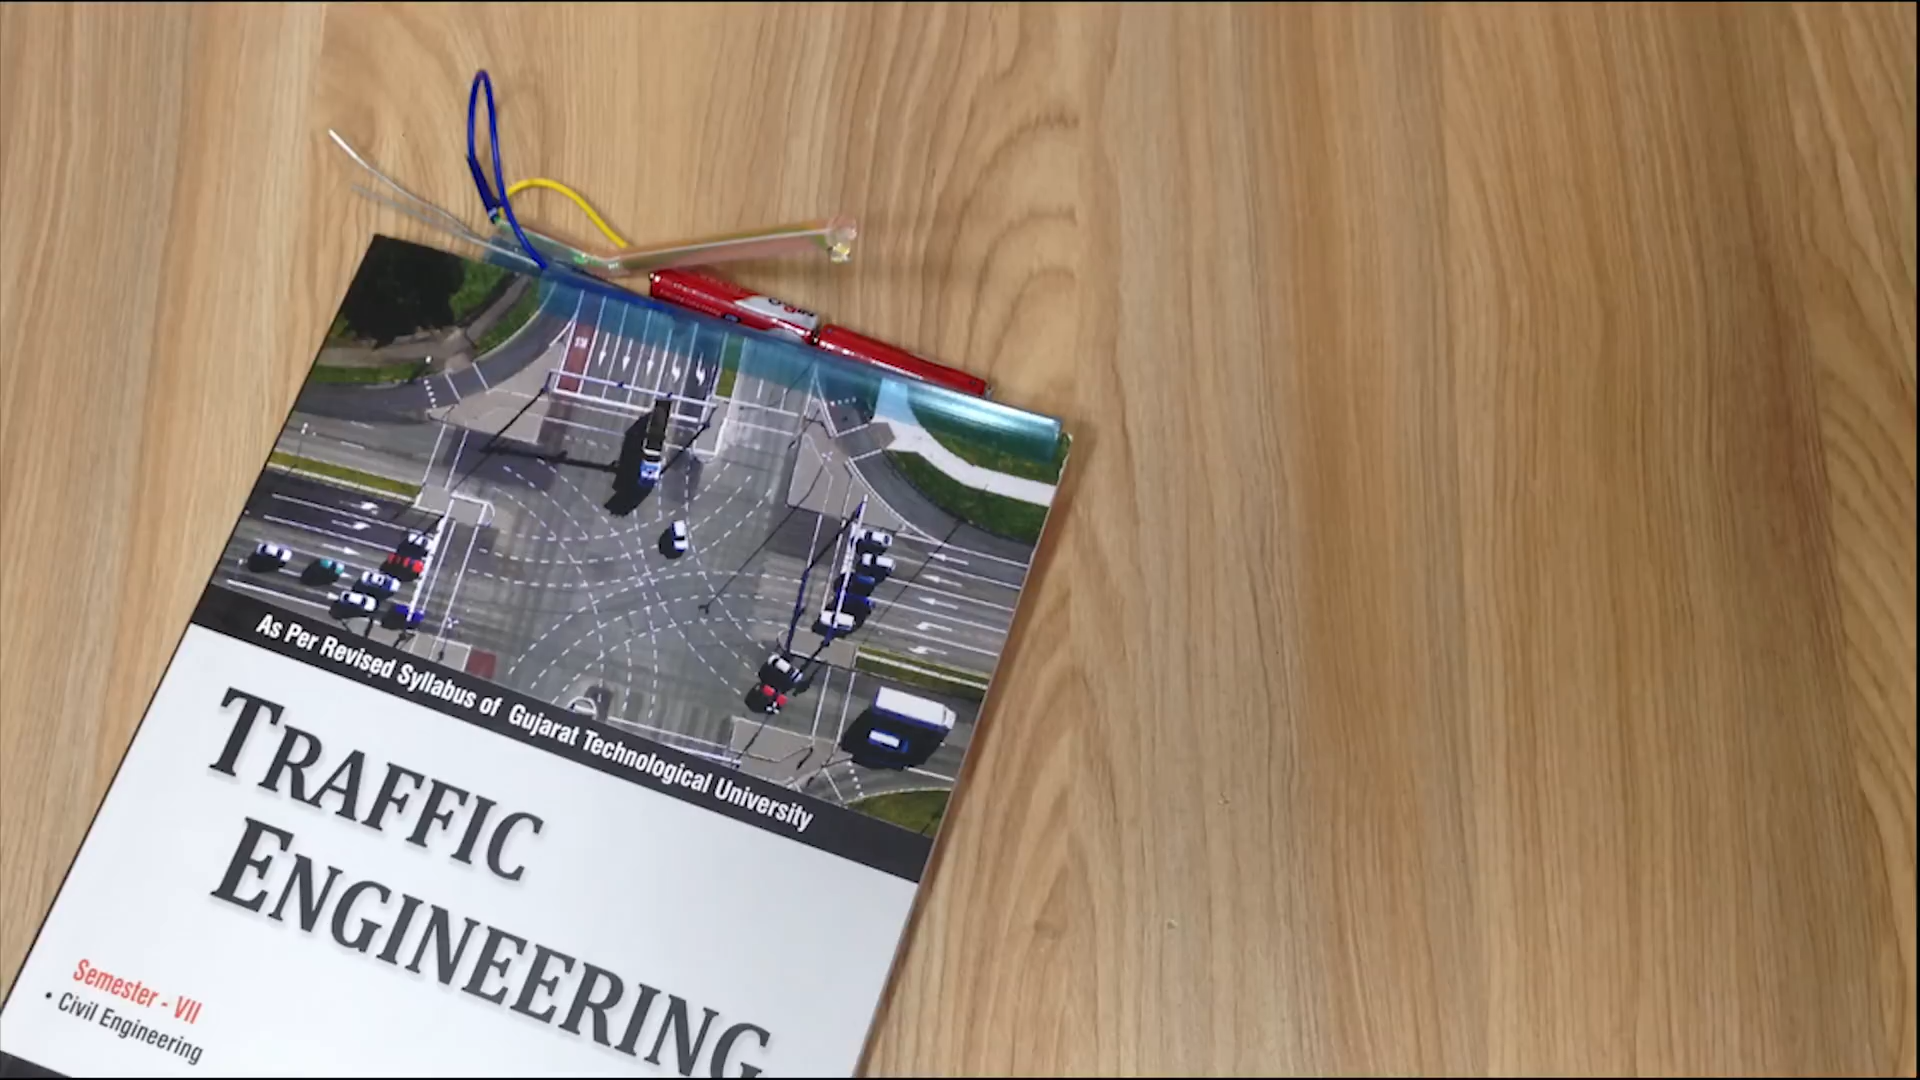 As Per Revised Syllabus of Gujarat Technological University
TRAFFIC
ENGINEERING
Semester - VII
• Civil Engineering